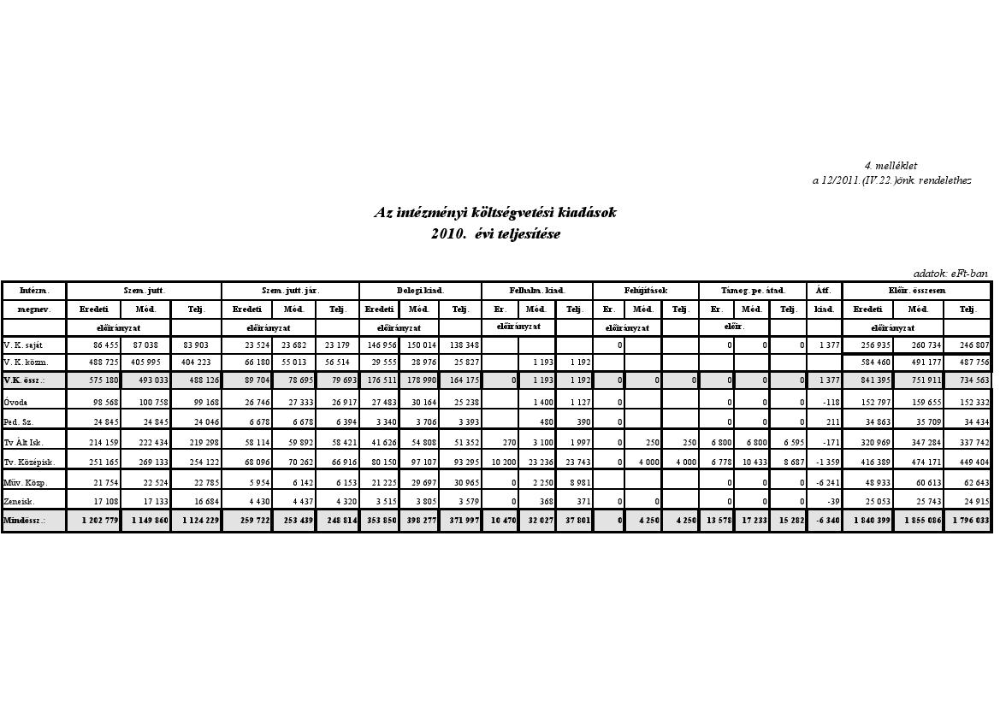 4. melléklet
a 12/2011.(IV.22.)önk. rendelethez
Az intézményi költségvetési kiadások
2010. évi teljesítése
adatok: eFt-ban
Intézm. Szem. jutt. Szem. jutt. jár. Dologi kiad. Felhalm. kiad. Felújítások Támog. pe. átad. Átf. Előir. összesen
megnev. Eredeti Mód. Telj. Eredeti Mód. Telj. Eredeti Mód. Telj. Er. Mód. Telj. Er. Mód. Telj. Er. Mód. Telj. kiad. Eredeti Mód. Telj.
előirányzat előirányzat előirányzat előirányzat előirányzat előir. előirányzat
V. K. saját 86 455 87 038 83 903 23 524 23 682 23 179 146 956 150 014 138 348 0 0 0 0 1 377 256 935 260 734 246 807
V. K. közm. 488 725 405 995 404 223 66 180 55 013 56 514 29 555 28 976 25 827 1 193 1 192 584 460 491 177 487 756
V.K. össz.: 575 180 493 033 488 126 89 704 78 695 79 693 176 511 178 990 164 175 0 1 193 1 192 0 0 0 0 0 0 1 377 841 395 751 911 734 563
Óvoda 98 568 100 758 99 168 26 746 27 333 26 917 27 483 30 164 25 238 1 400 1 127 0 0 0 0 -118 152 797 159 655 152 332
Ped. Sz. 24 845 24 845 24 046 6 678 6 678 6 394 3 340 3 706 3 393 480 390 0 0 0 0 211 34 863 35 709 34 434
Tv Ált Isk. 214 159 222 434 219 298 58 114 59 892 58 421 41 626 54 808 51 352 270 3 100 1 997 0 250 250 6 800 6 800 6 595 -171 320 969 347 284 337 742
Tv. Középisk. 251 165 269 133 254 122 68 096 70 262 66 916 80 150 97 107 93 295 10 200 23 236 23 743 0 4 000 4 000 6 778 10 433 8 687 -1 359 416 389 474 171 449 404
Müv. Közp. 21 754 22 524 22 785 5 954 6 142 6 153 21 225 29 697 30 965 0 2 250 8 981 0 0 0 -6 241 48 933 60 613 62 643
Zeneisk. 17 108 17 133 16 684 4 430 4 437 4 320 3 515 3 805 3 579 0 368 371 0 0 0 0 0 -39 25 053 25 743 24 915
Mindössz.: 1 202 779 1 149 860 1 124 229 259 722 253 439 248 814 353 850 398 277 371 997 10 470 32 027 37 801 0 4 250 4 250 13 578 17 233 15 282 -6 340 1 840 399 1 855 086 1 796 033